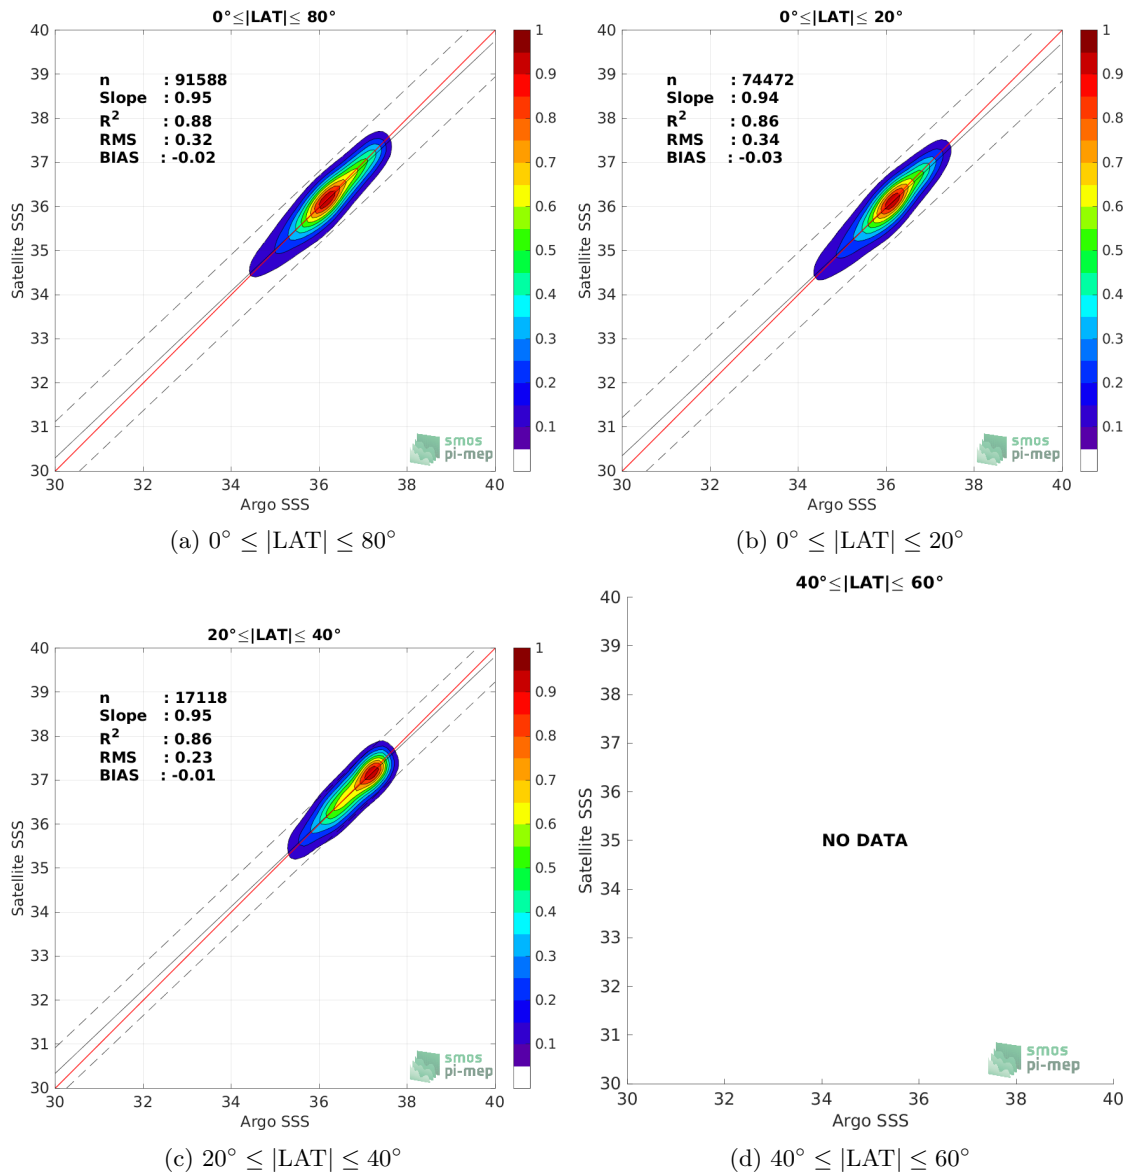 0°≤|LAT|≤ 80°
40
39
38
37
36
35
34
33
32
31
30
Satellite SSS
n : 91588
Slope : 0.95
R² : 0.88
RMS : 0.32
BIAS : -0.02
smos
pi-mep
30 32 34 36 38 40
Argo SSS
1
0.9
0.8
0.7
0.6
0.5
0.4
0.3
0.2
0.1
(a) 0° ≤ |LAT| ≤ 80°
0°≤|LAT|≤ 20°
40
39
38
37
36
35
34
33
32
31
30
Satellite SSS
n : 74472
Slope : 0.94
R² : 0.86
RMS : 0.34
BIAS : -0.03
smos
pi-mep
30 32 34 36 38 40
Argo SSS
1
0.9
0.8
0.7
0.6
0.5
0.4
0.3
0.2
0.1
(b) 0° ≤ |LAT| ≤ 20°
20°≤|LAT|≤ 40°
40
39
38
37
36
35
34
33
32
31
30
Satellite SSS
n : 17118
Slope : 0.95
R² : 0.86
RMS : 0.23
BIAS : -0.01
smos
pi-mep
30 32 34 36 38 40
Argo SSS
1
0.9
0.8
0.7
0.6
0.5
0.4
0.3
0.2
0.1
(c) 20° ≤ |LAT| ≤ 40°
40°≤|LAT|≤ 60°
40
39
38
37
36
35
34
33
32
31
30
Satellite SSS
NO DATA
smos
pi-mep
30 32 34 36 38 40
Argo SSS
(d) 40° ≤ |LAT| ≤ 60°